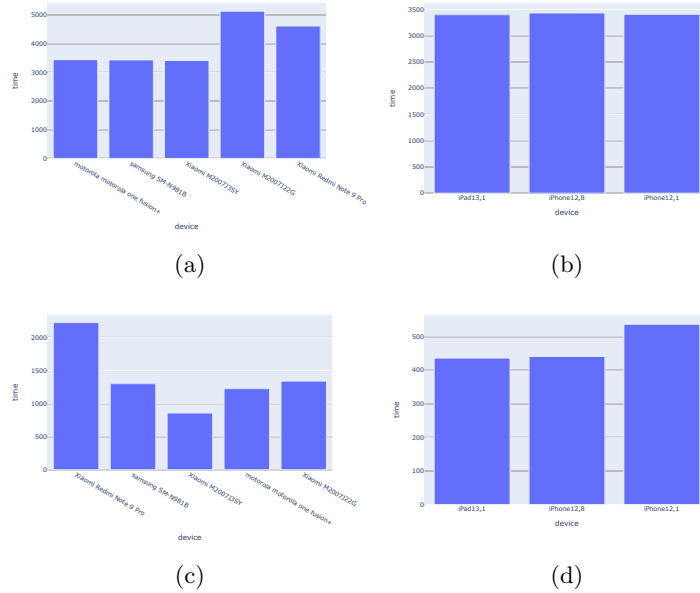 5000
4000
3000
2000
1000
0
time
motorola motorola one fusion+
samsung SM-N981B
Xiaomi M2007J3SY
Xiaomi M2007J22G
Xiaomi Redmi Note 9 Pro
device
(a)
3500
3000
2500
2000
1500
1000
500
0
time
iPad13,1
iPhone12,8
iPhone12,1
device
(b)
2000
1500
1000
500
0
time
Xiaomi Redmi Note 9 Pro
samsung SM-N981B
Xiaomi M2007J3SY
motorola motorola one fusion+
Xiaomi M2007J22G
device
(c)
500
400
300
200
100
0
time
iPad13,1
iPhone12,8
iPhone12,1
device
(d)